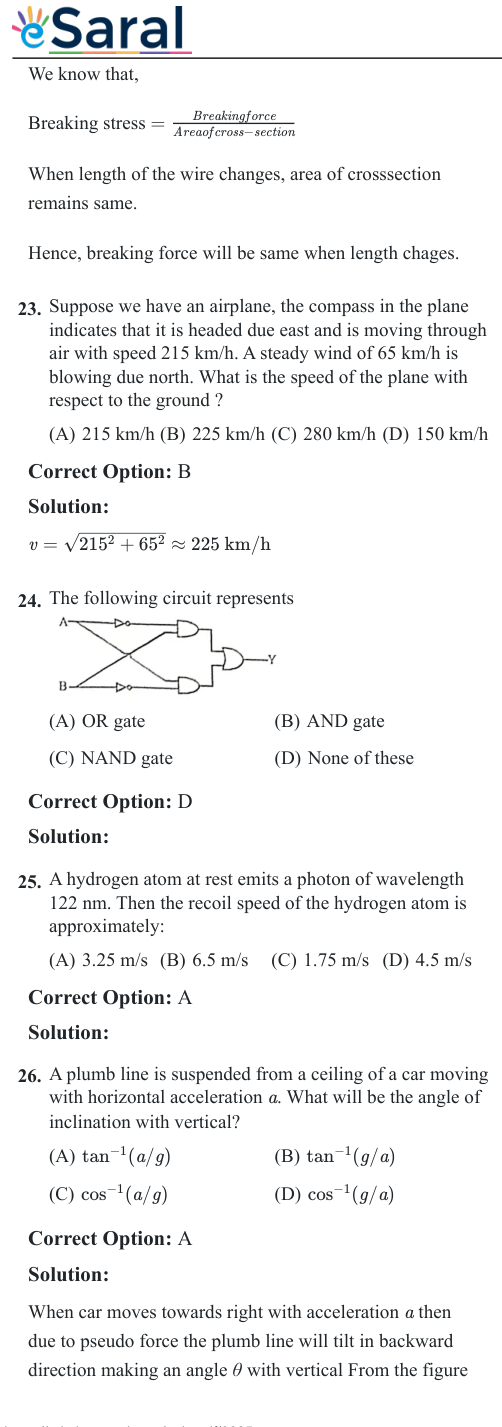 eSaral
We know that,
Breaking stress = Breakingforce / Areaofcross−section
When length of the wire changes, area of crosssection
remains same.
Hence, breaking force will be same when length chages.
23. Suppose we have an airplane, the compass in the plane
indicates that it is headed due east and is moving through
air with speed 215 km/h. A steady wind of 65 km/h is
blowing due north. What is the speed of the plane with
respect to the ground ?
(A) 215 km/h (B) 225 km/h (C) 280 km/h (D) 150 km/h
Correct Option: B
Solution:
v = √(215² + 65²) ≈ 225 km/h
24. The following circuit represents
A
Y
B
(A) OR gate (B) AND gate
(C) NAND gate (D) None of these
Correct Option: D
Solution:
25. A hydrogen atom at rest emits a photon of wavelength
122 nm. Then the recoil speed of the hydrogen atom is
approximately:
(A) 3.25 m/s (B) 6.5 m/s (C) 1.75 m/s (D) 4.5 m/s
Correct Option: A
Solution:
26. A plumb line is suspended from a ceiling of a car moving
with horizontal acceleration a. What will be the angle of
inclination with vertical?
(A) tan⁻¹(a/g) (B) tan⁻¹(g/a)
(C) cos⁻¹(a/g) (D) cos⁻¹(g/a)
Correct Option: A
Solution:
When car moves towards right with acceleration a then
due to pseudo force the plumb line will tilt in backward
direction making an angle θ with vertical From the figure